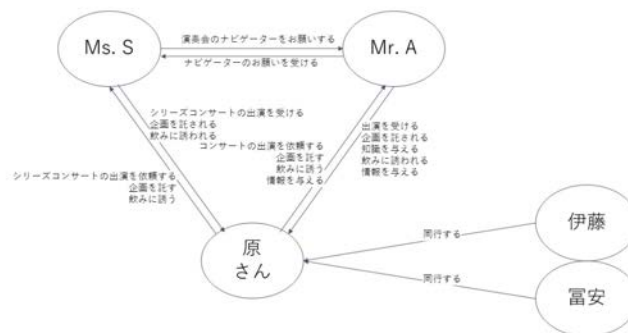 Ms. S
演奏会のナビゲーターをお願いする
ナビゲーターのお願いを受ける
Mr. A
シリーズコンサートの出演を受ける
企画を託される
飲みに誘われる
コンサートの出演を依頼する
企画を託す
飲みに誘う
情報を与える
出演を受ける
企画を託される
知識を与える
飲みに誘われる
情報を与える
シリーズコンサートの出演を依頼する
企画を託す
飲みに誘う
原
さん
同行する
伊藤
同行する
冨安